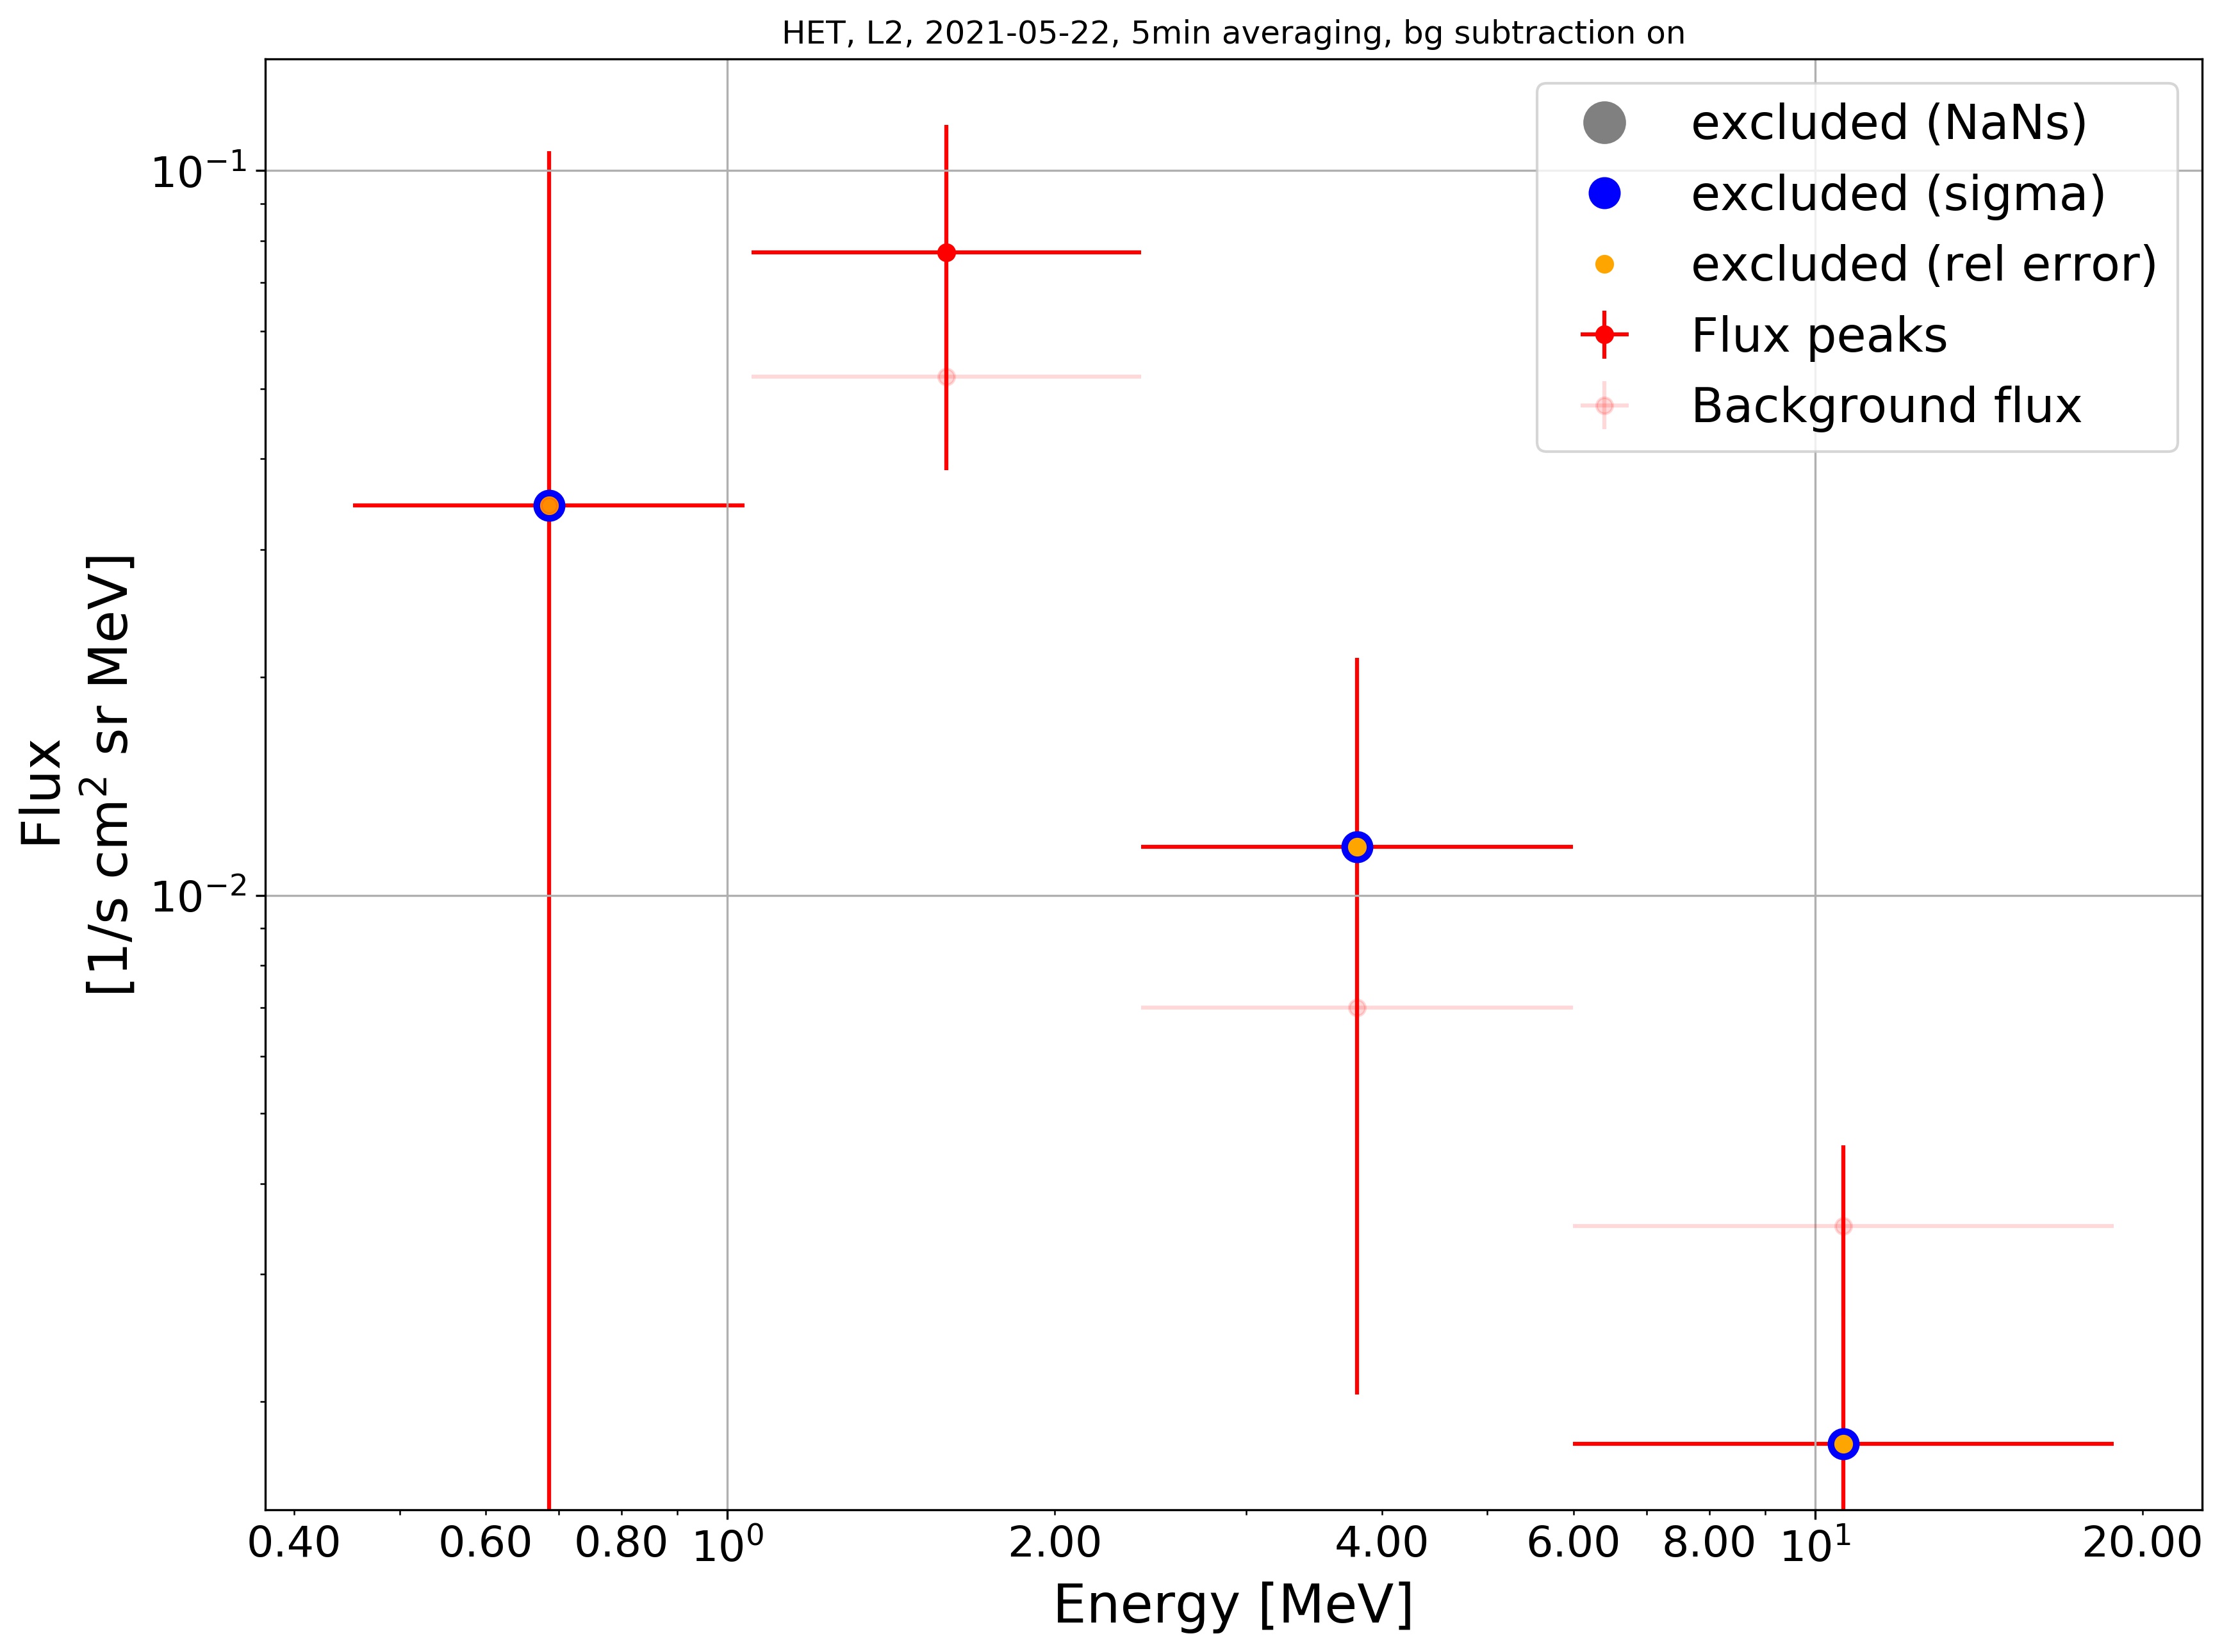 HET, L2, 2021-05-22, 5min averaging, bg subtraction on
excluded (NaNs)
excluded (sigma)
excluded (rel error)
Flux peaks
Background flux
Flux
[1/s cm² sr MeV]
10⁻¹
10⁻²
0.40 0.60 0.80 10⁰ 2.00 4.00 6.00 8.00 10¹ 20.00
Energy [MeV]